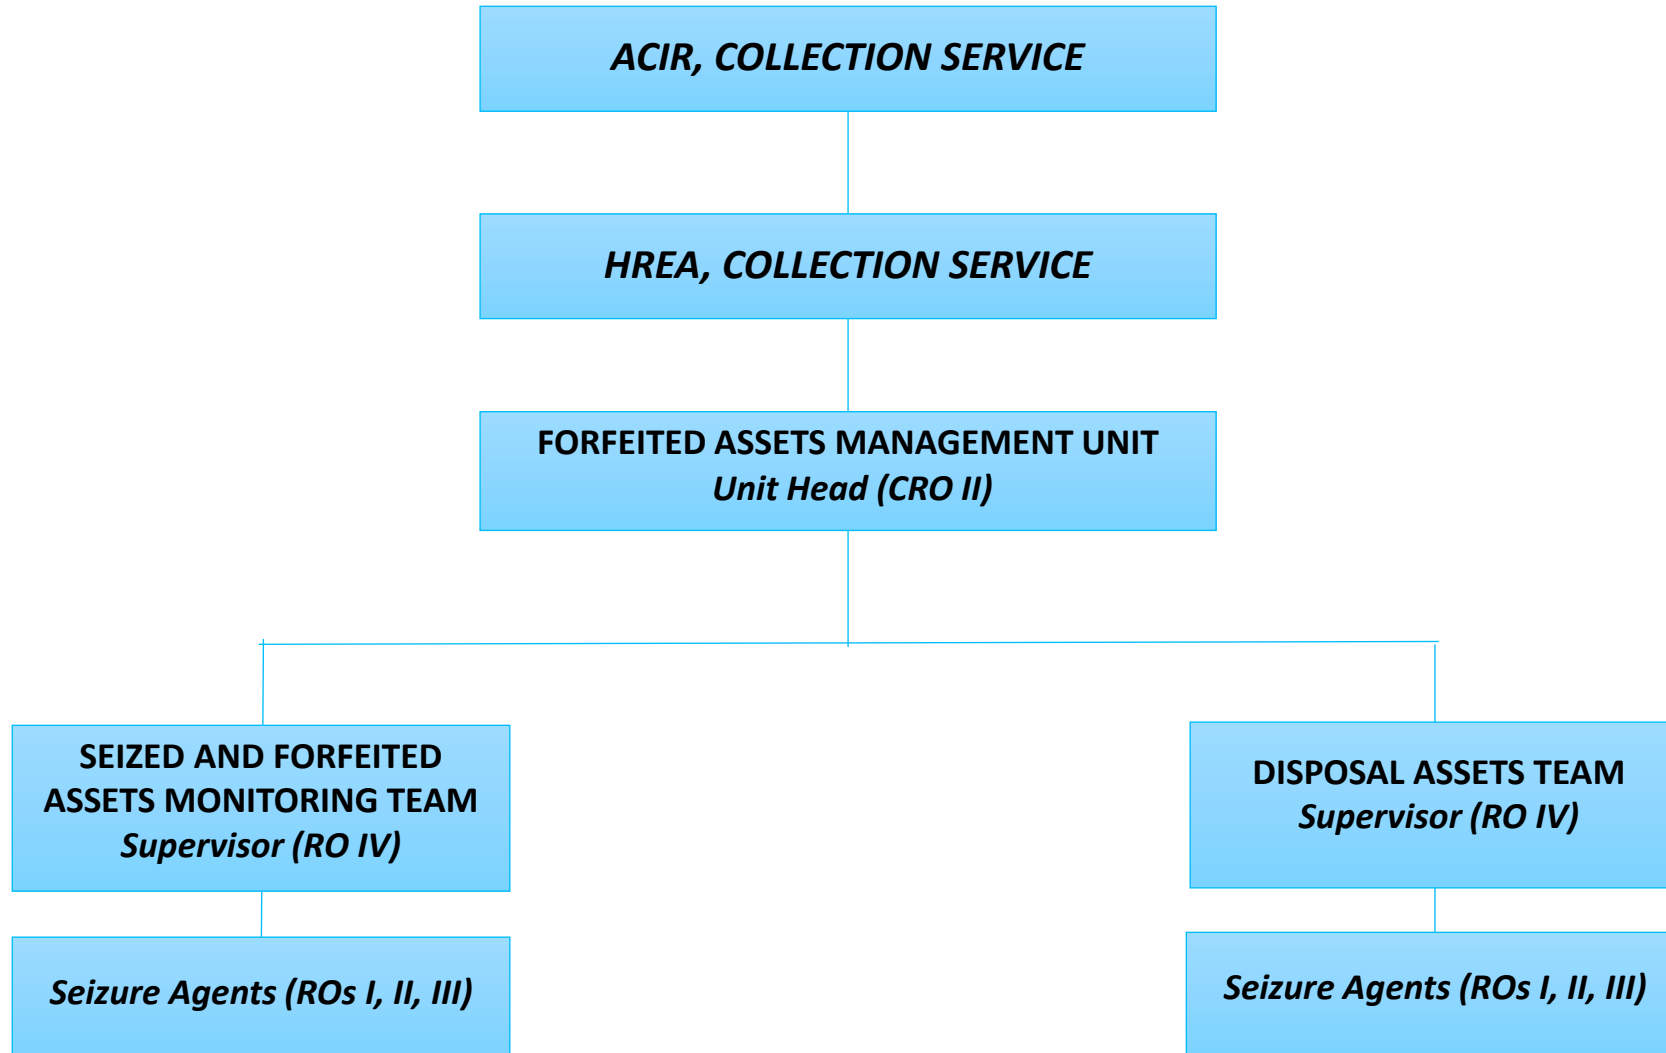 ACIR, COLLECTION SERVICE
HREA, COLLECTION SERVICE
FORFEITED ASSETS MANAGEMENT UNIT
Unit Head (CRO II)
SEIZED AND FORFEITED
ASSETS MONITORING TEAM
Supervisor (RO IV)
DISPOSAL ASSETS TEAM
Supervisor (RO IV)
Seizure Agents (ROs I, II, III)
Seizure Agents (ROs I, II, III)